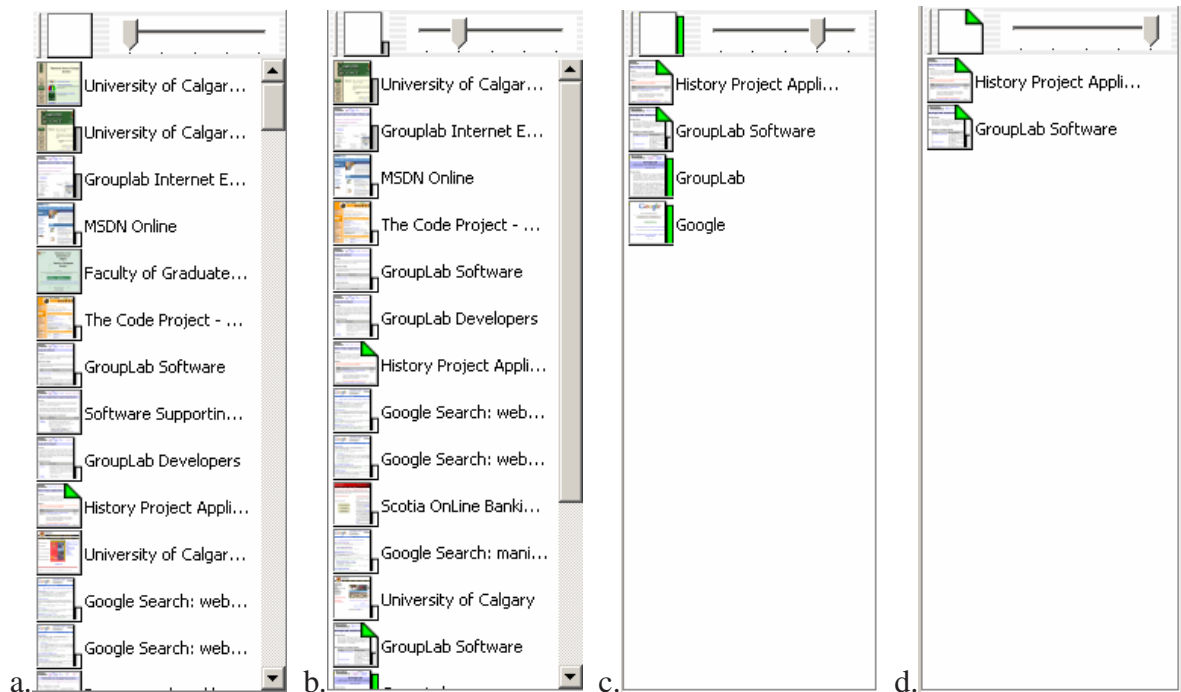 University of Calgar...
University of Calgar...
Grouplab Internet E...
MSDN Online
Faculty of Graduate...
The Code Project - ...
GroupLab Software
Software Supportin...
GroupLab Developers
History Project Appli...
University of Calgar...
Google Search: web...
Google Search: web...
a.
University of Calgar...
Grouplab Internet E...
MSDN Online
The Code Project - ...
GroupLab Software
GroupLab Developers
History Project Appli...
Google Search: web...
Google Search: web...
Scotia OnLine Banki...
Google Search: mani...
University of Calgary
GroupLab Software
b.
History Project Appli...
GroupLab Software
GroupLab
Google
c.
History Project Appli...
GroupLab Software
d.